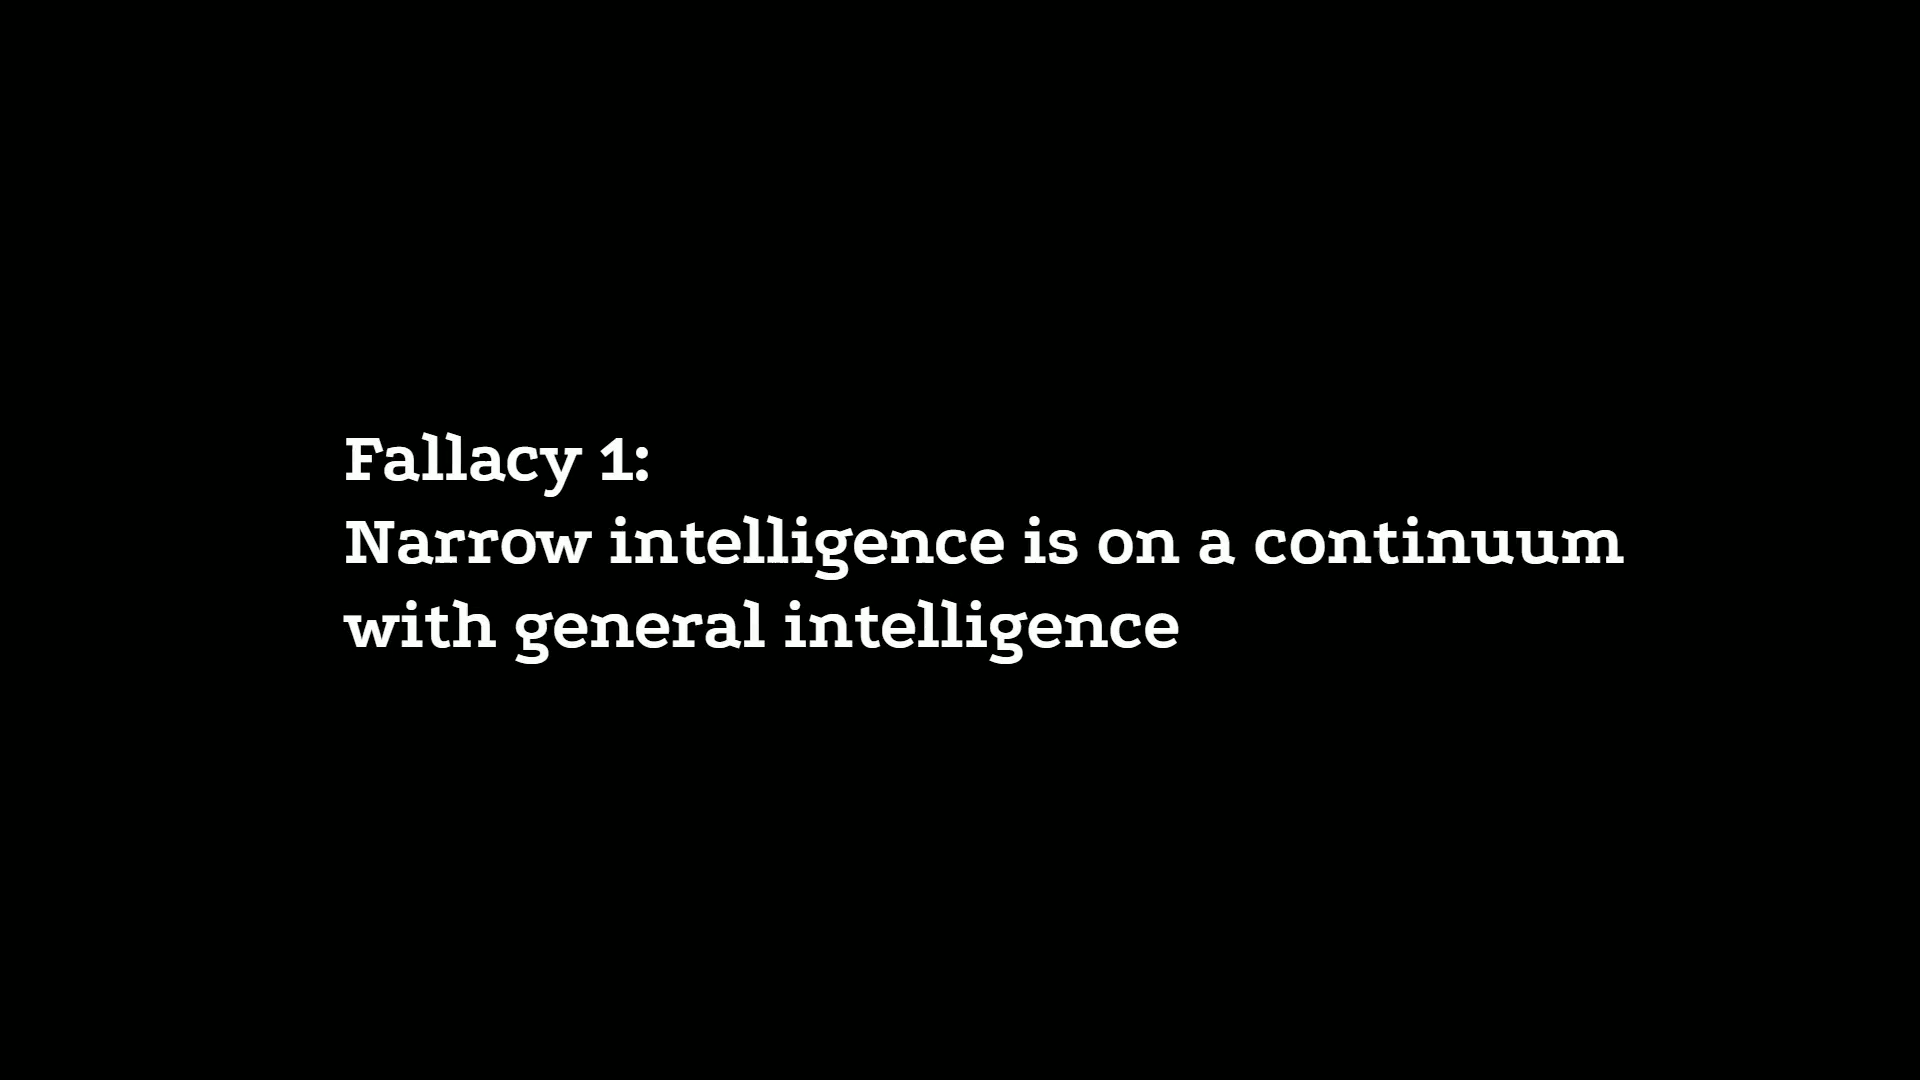 Fallacy 1:
Narrow intelligence is on a continuum
with general intelligence